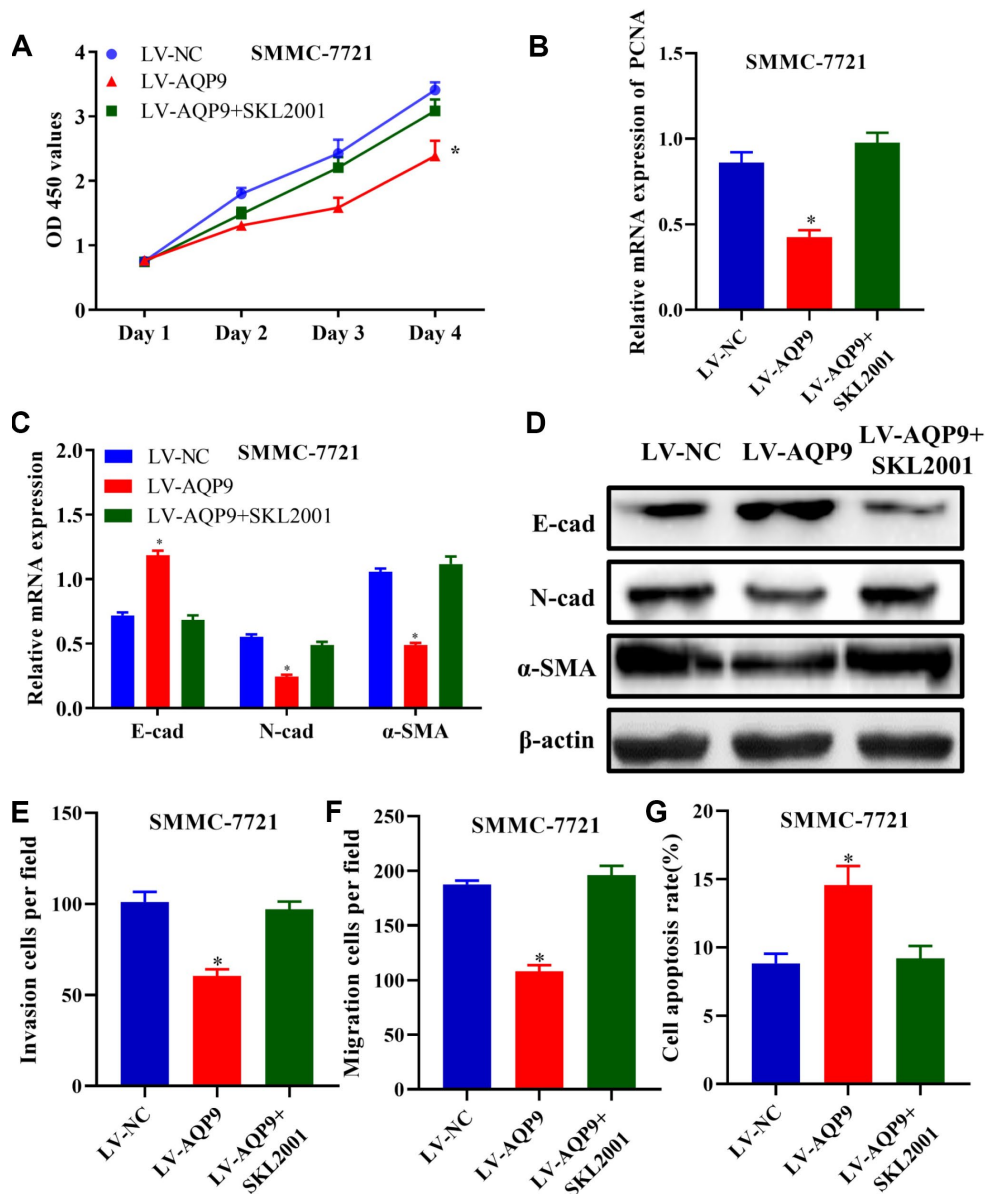 A
SMMC-7721
LV-NC
LV-AQP9
LV-AQP9+SKL2001
OD 450 values
4
3
2
1
0
*
Day 1 Day 2 Day 3 Day 4
B
SMMC-7721
Relative mRNA expression of PCNA
1.5
1.0
0.5
0.0
*
LV-NC
LV-AQP9
LV-AQP9+
SKL2001
C
SMMC-7721
LV-NC
LV-AQP9
LV-AQP9+SKL2001
Relative mRNA expression
2.0
1.5
1.0
0.5
0.0
*
*
*
E-cad N-cad α-SMA
D
LV-NC LV-AQP9 LV-AQP9+
SKL2001
E-cad
N-cad
α-SMA
β-actin
E
SMMC-7721
Invasion cells per field
150
100
50
0
*
LV-NC
LV-AQP9
LV-AQP9+
SKL2001
F
SMMC-7721
Migration cells per field
250
200
150
100
50
0
*
LV-NC
LV-AQP9
LV-AQP9+
SKL2001
G
SMMC-7721
Cell apoptosis rate(%)
20
15
10
5
0
*
LV-NC
LV-AQP9
LV-AQP9+
SKL2001